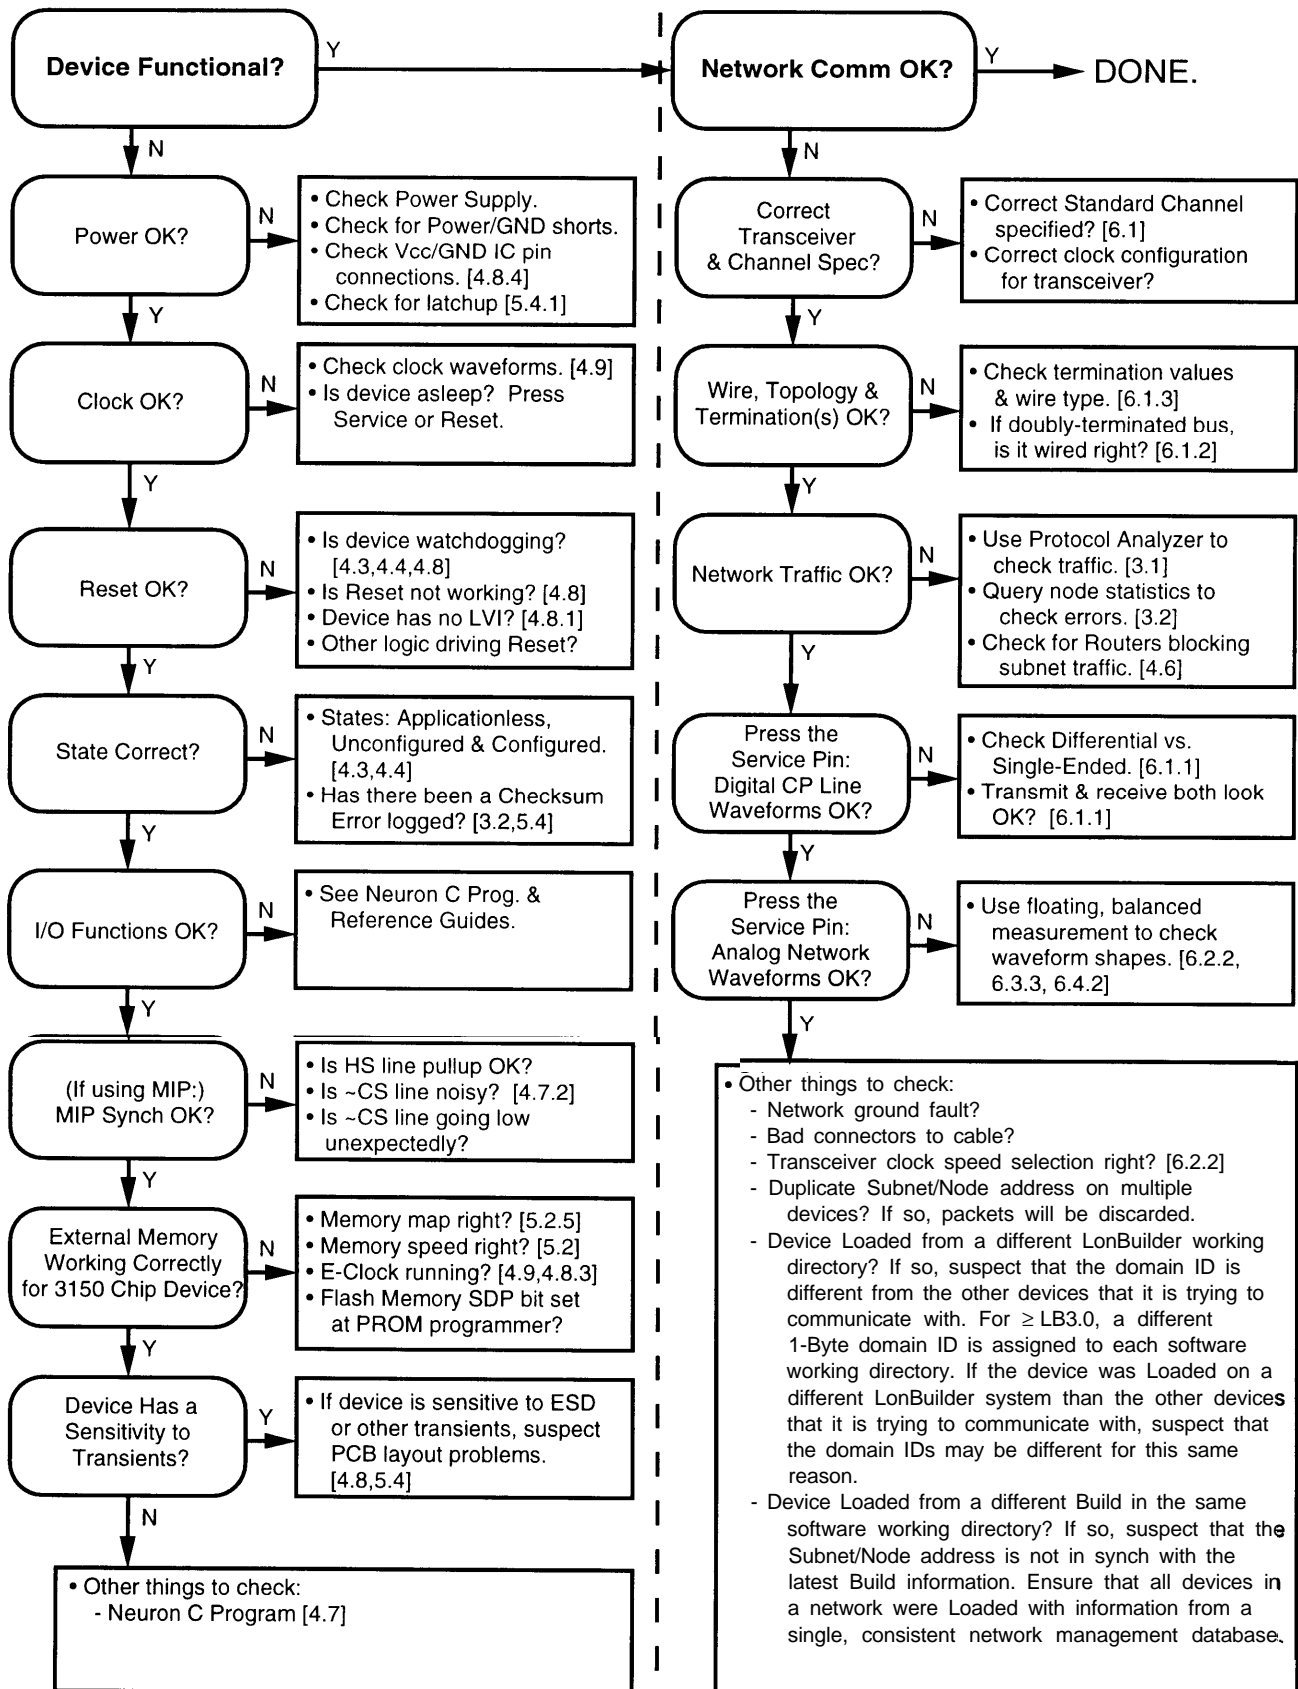 Device Functional?
Y
N
Power OK?
N
• Check Power Supply.
• Check for Power/GND shorts.
• Check Vcc/GND IC pin
connections. [4.8.4]
• Check for latchup [5.4.1]
Y
Clock OK?
N
• Check clock waveforms. [4.9]
• Is device asleep? Press
Service or Reset.
Y
Reset OK?
N
• Is device watchdogging?
[4.3,4.4,4.8]
• Is Reset not working? [4.8]
• Device has no LVI? [4.8.1]
• Other logic driving Reset?
Y
State Correct?
N
• States: Applicationless,
Unconfigured & Configured.
[4.3,4.4]
• Has there been a Checksum
Error logged? [3.2,5.4]
Y
I/O Functions OK?
N
• See Neuron C Prog. &
Reference Guides.
Y
(If using MIP:)
MIP Synch OK?
N
• Is HS line pullup OK?
• Is ~CS line noisy? [4.7.2]
• Is ~CS line going low
unexpectedly?
Y
External Memory
Working Correctly
for 3150 Chip Device?
N
• Memory map right? [5.2.5]
• Memory speed right? [5.2]
• E-Clock running? [4.9,4.8.3]
• Flash Memory SDP bit set
at PROM programmer?
Y
Device Has a
Sensitivity to
Transients?
Y
• If device is sensitive to ESD
or other transients, suspect
PCB layout problems.
[4.8,5.4]
N
• Other things to check:
- Neuron C Program [4.7]
Network Comm OK?
Y
DONE.
N
Correct
Transceiver
& Channel Spec?
N
• Correct Standard Channel
specified? [6.1]
• Correct clock configuration
for transceiver?
Y
Wire, Topology &
Termination(s) OK?
N
• Check termination values
& wire type. [6.1.3]
• If doubly-terminated bus,
is it wired right? [6.1.2]
Y
Network Traffic OK?
N
• Use Protocol Analyzer to
check traffic. [3.1]
• Query node statistics to
check errors. [3.2]
• Check for Routers blocking
subnet traffic. [4.6]
Y
Press the
Service Pin:
Digital CP Line
Waveforms OK?
N
• Check Differential vs.
Single-Ended. [6.1.1]
• Transmit & receive both look
OK? [6.1.1]
Y
Press the
Service Pin:
Analog Network
Waveforms OK?
N
• Use floating, balanced
measurement to check
waveform shapes. [6.2.2,
6.3.3, 6.4.2]
Y
• Other things to check:
- Network ground fault?
- Bad connectors to cable?
- Transceiver clock speed selection right? [6.2.2]
- Duplicate Subnet/Node address on multiple
devices? If so, packets will be discarded.
- Device Loaded from a different LonBuilder working
directory? If so, suspect that the domain ID is
different from the other devices that it is trying to
communicate with. For ≥ LB3.0, a different
1-Byte domain ID is assigned to each software
working directory. If the device was Loaded on a
different LonBuilder system than the other devices
that it is trying to communicate with, suspect that
the domain IDs may be different for this same
reason.
- Device Loaded from a different Build in the same
software working directory? If so, suspect that the
Subnet/Node address is not in synch with the
latest Build information. Ensure that all devices in
a network were Loaded with information from a
single, consistent network management database.